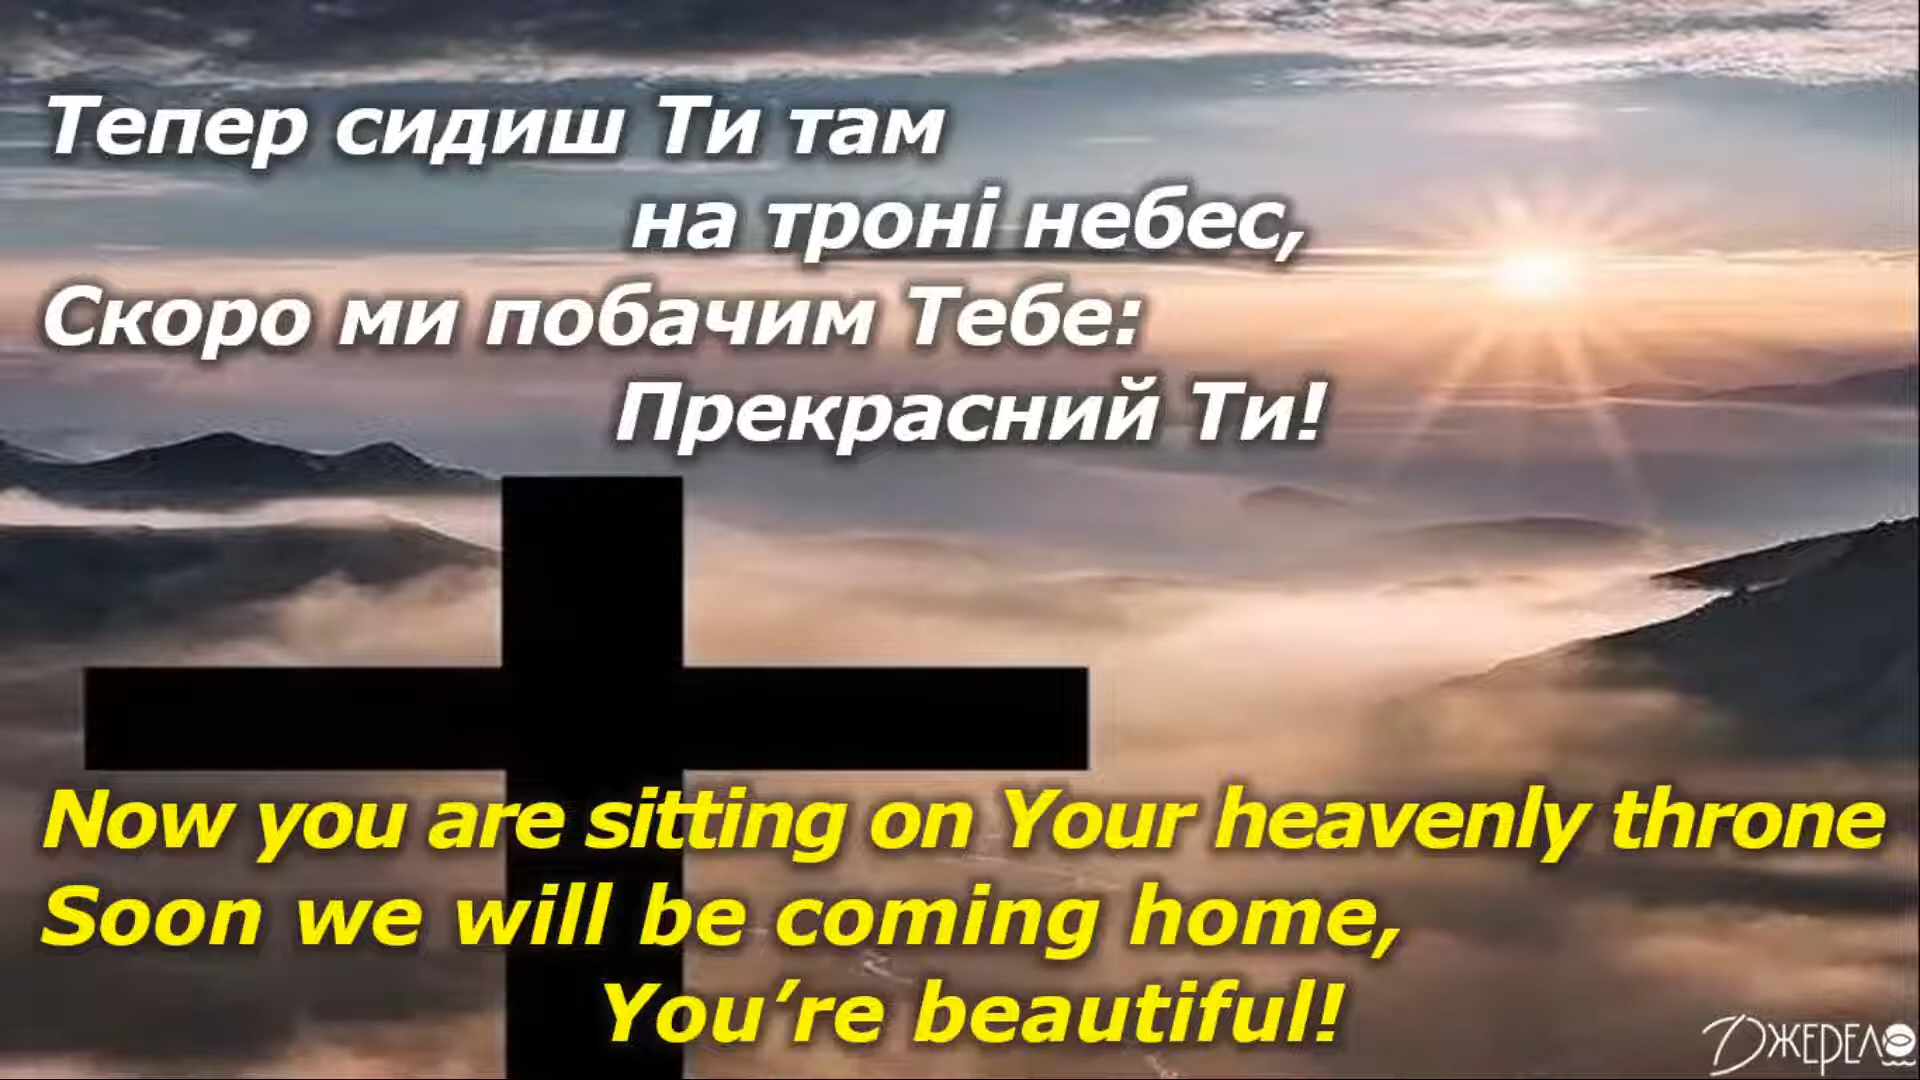 Тепер сидиш Ти там
на троні небес,
Скоро ми побачим Тебе:
Прекрасний Ти!
Now you are sitting on Your heavenly throne
Soon we will be coming home,
You’re beautiful!
ДЖЕРЕЛО